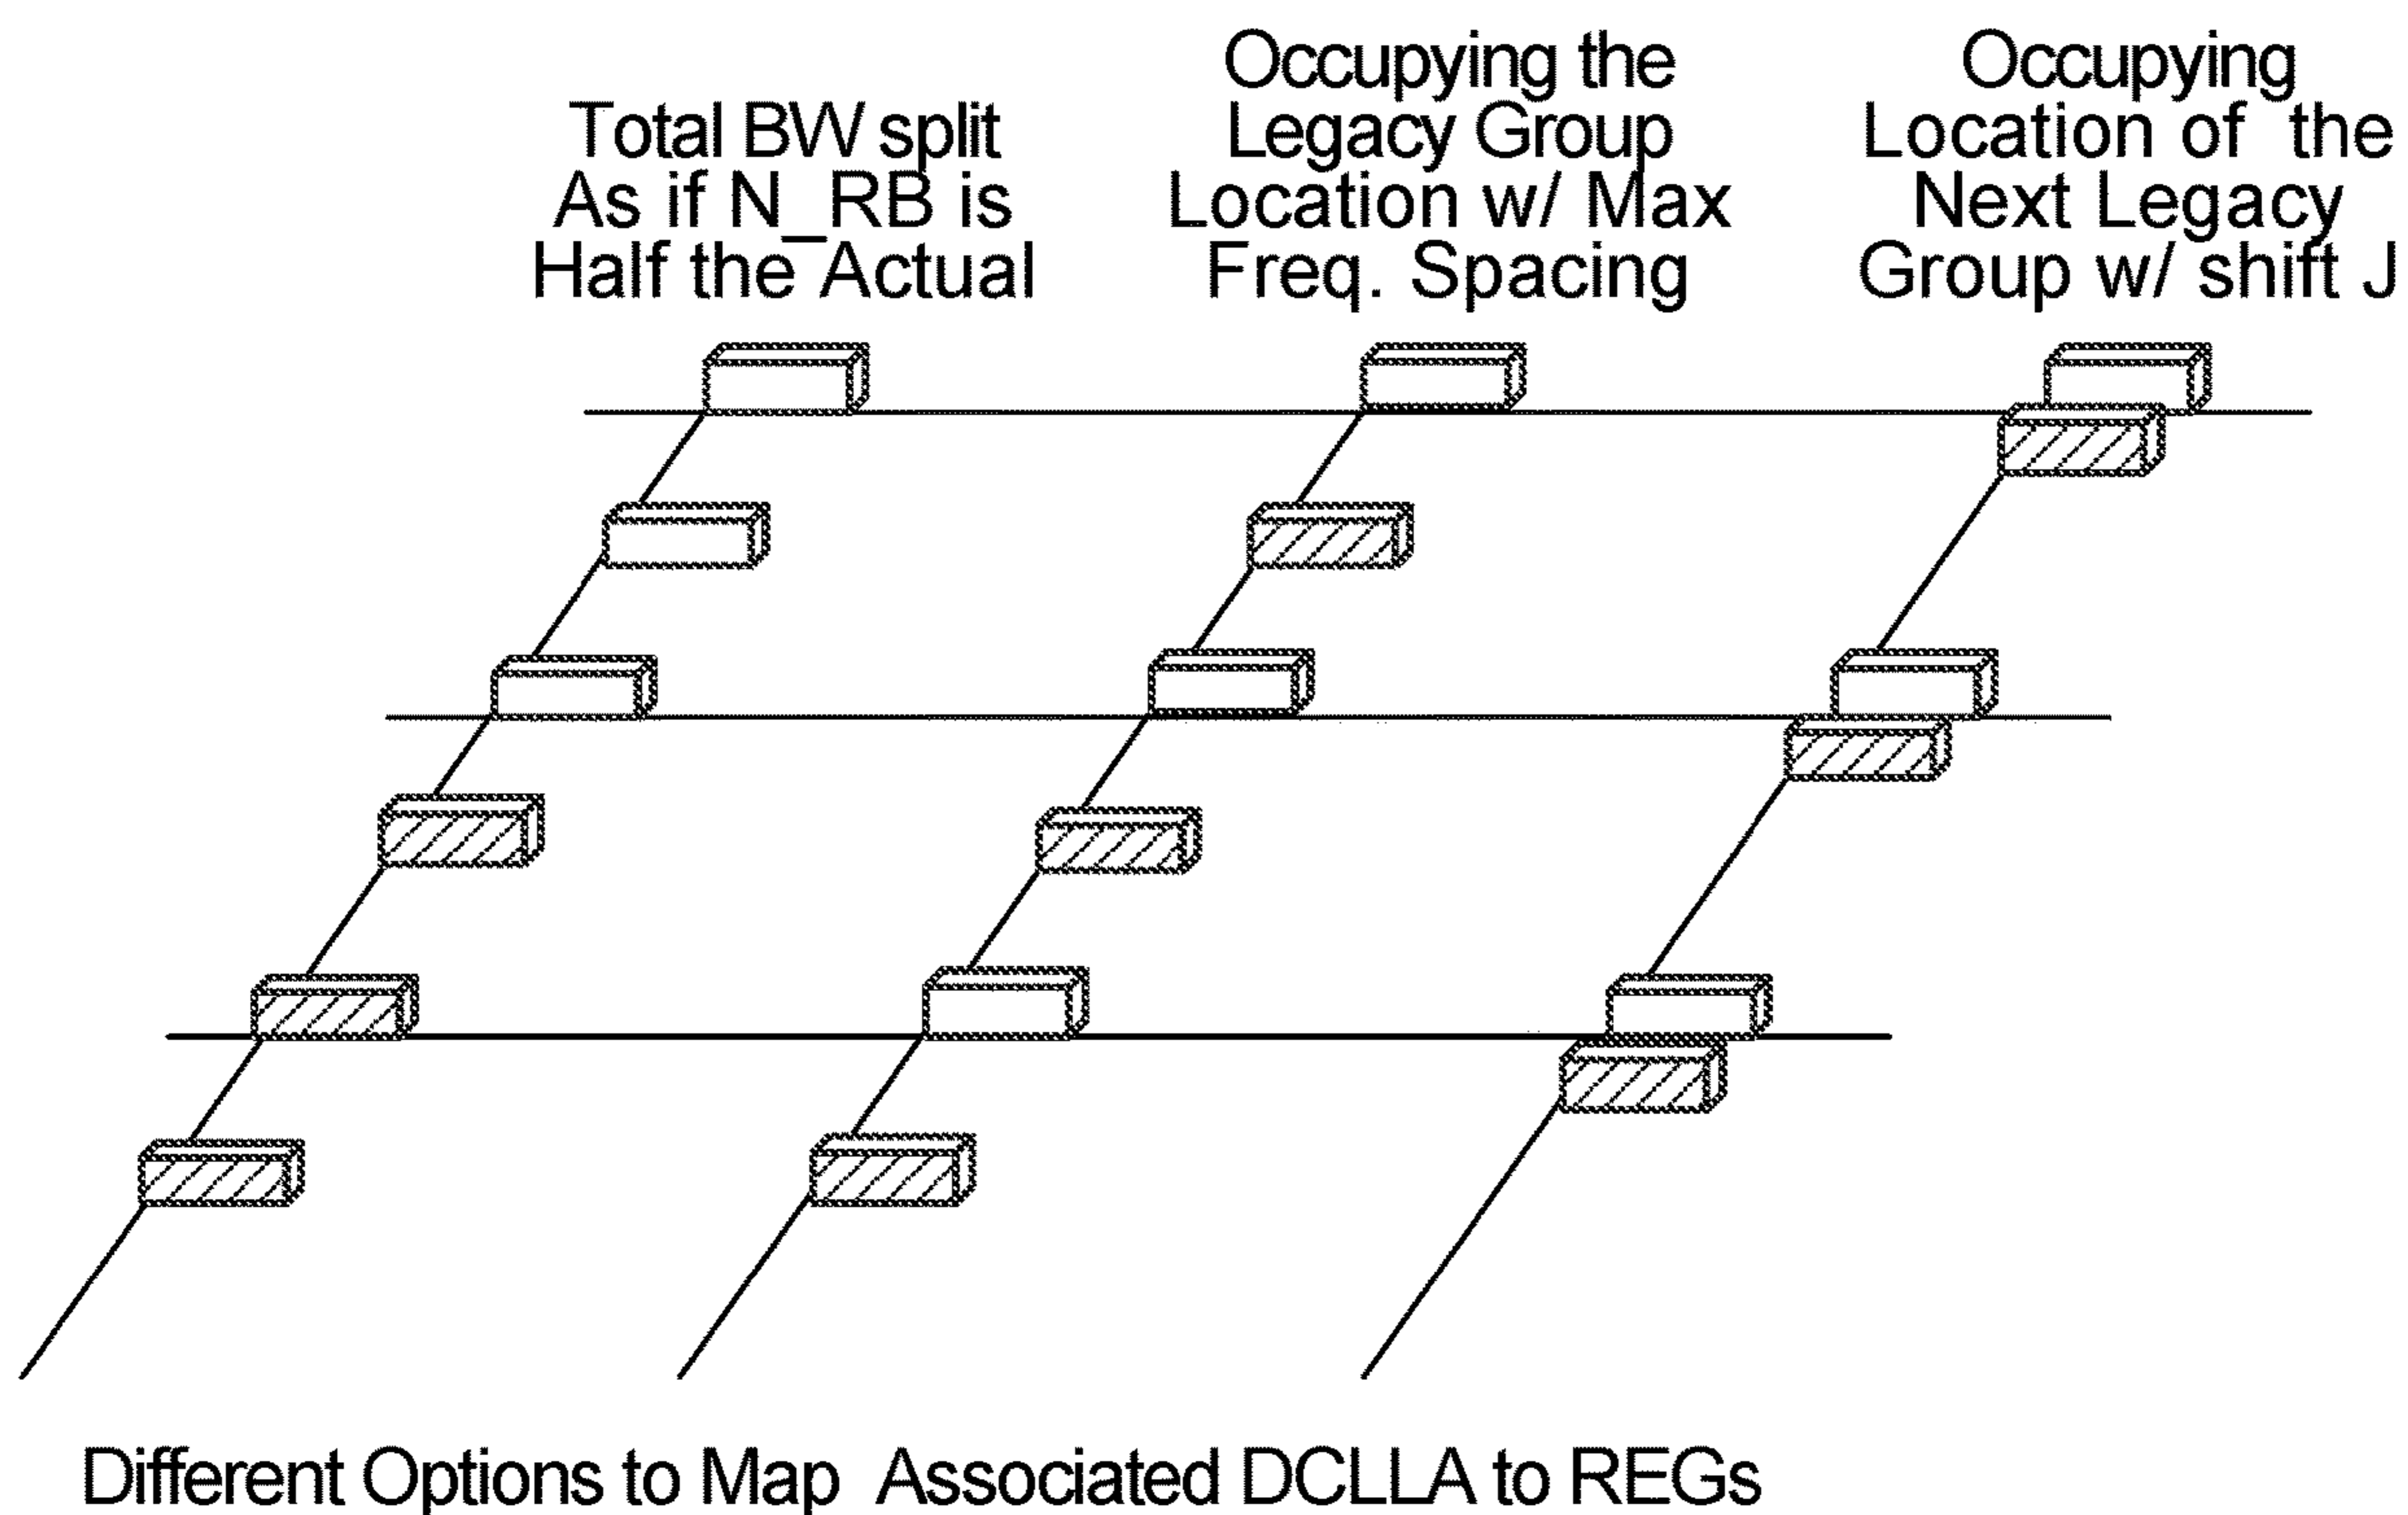 Total BW split
As if N_RB is
Half the Actual
Occupying the
Legacy Group
Location w/ Max
Freq. Spacing
Occupying
Location of the
Next Legacy
Group w/ shift J
Different Options to Map Associated DCLLA to REGs